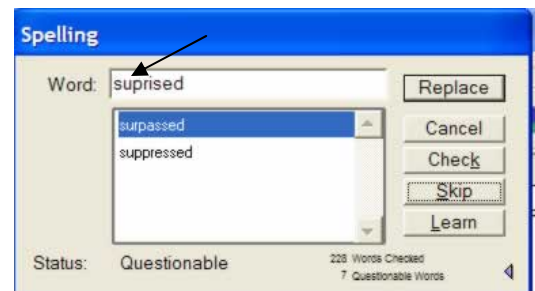 Spelling
Word: suprised Replace
surpassed Cancel
suppressed Check
Skip
Learn
Status: Questionable 228 Words Checked
7 Questionable Words